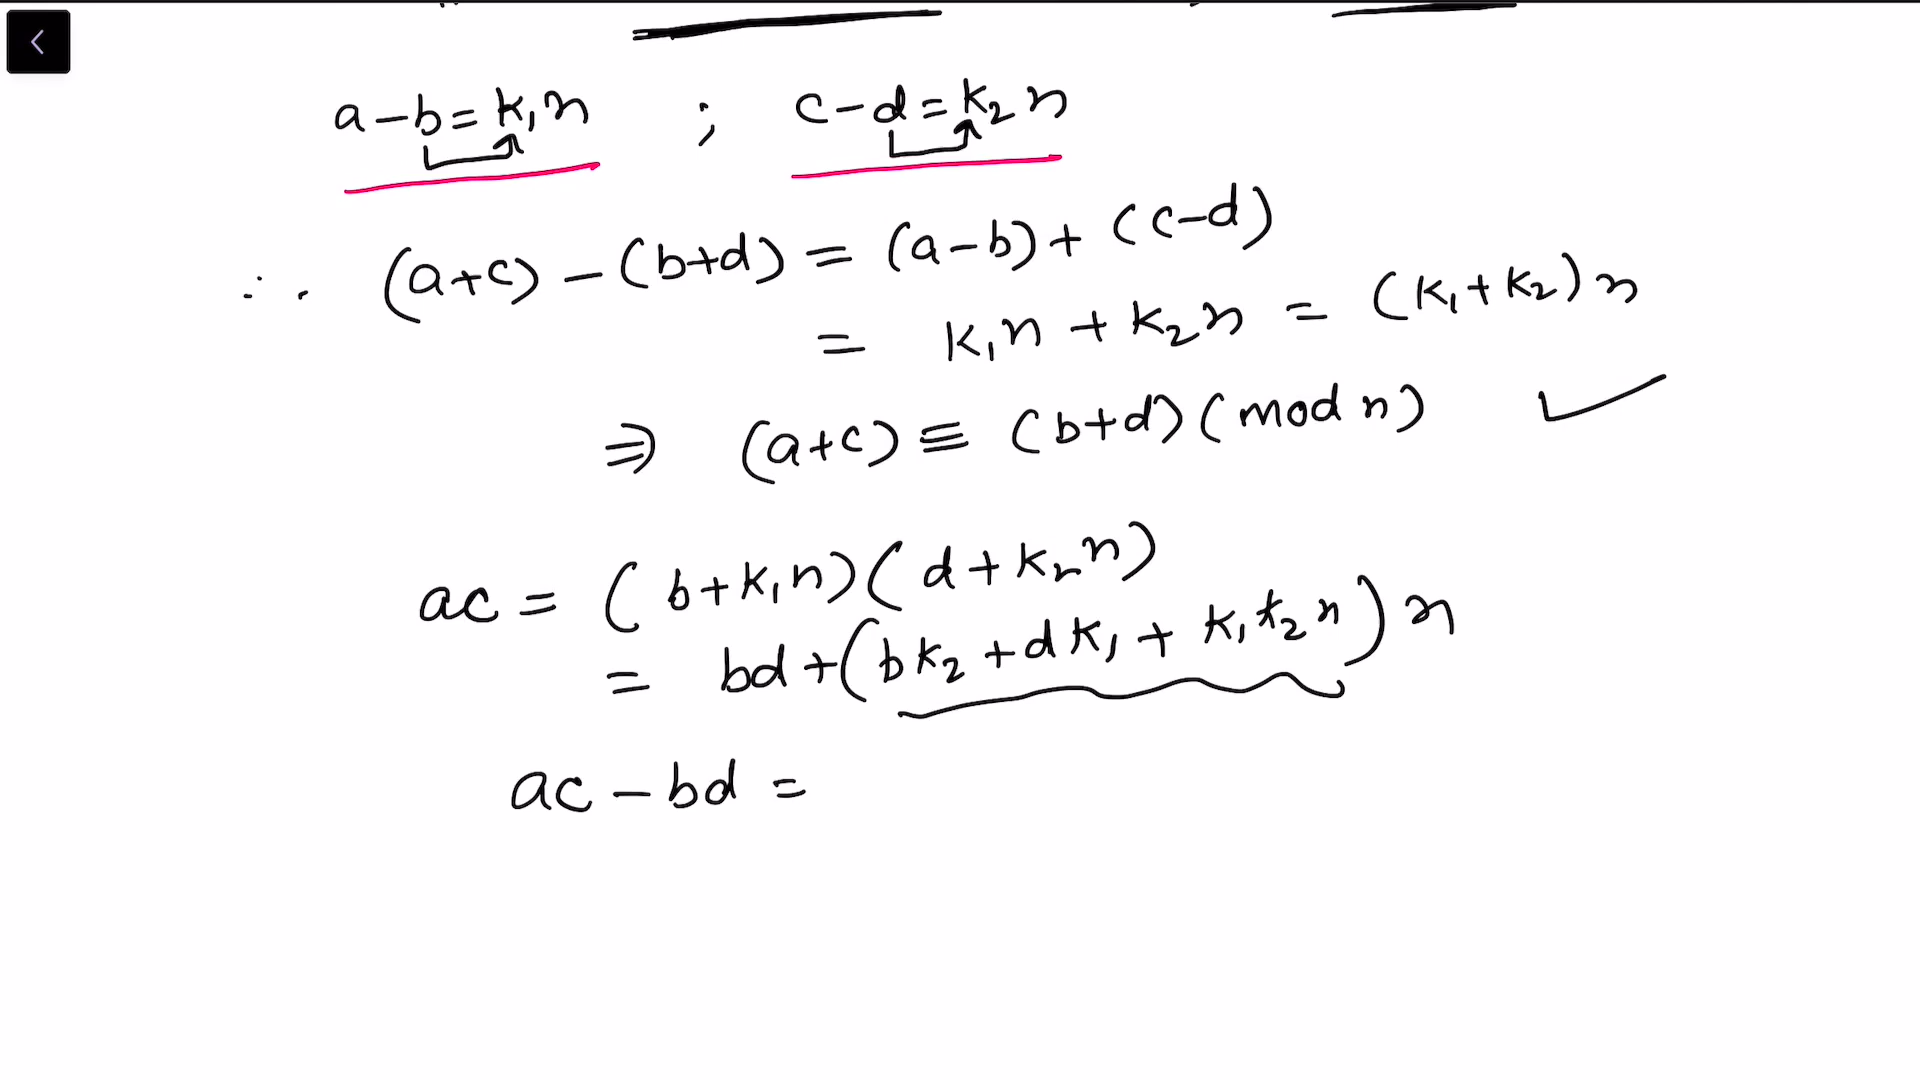 a-b=k₁n ; c-d=k₂n
∴ (a+c)-(b+d)=(a-b)+(c-d)
= k₁n+k₂n = (k₁+k₂)n
⇒ (a+c)≡(b+d)(mod n) ✓
ac = (b+k₁n)(d+k₂n)
= bd+(bk₂+dk₁+k₁k₂n)n
ac-bd =